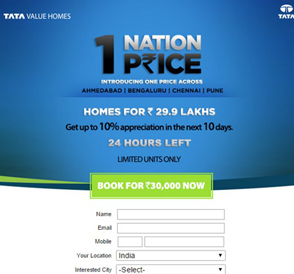 TATA VALUE HOMES
TATA
1 NATION
PR₹CE
INTRODUCING ONE PRICE ACROSS
AHMEDABAD | BENGALURU | CHENNAI | PUNE
HOMES FOR ₹ 29.9 LAKHS
Get up to 10% appreciation in the next 10 days.
24 HOURS LEFT
LIMITED UNITS ONLY
BOOK FOR ₹30,000 NOW
Name
Email
Mobile
Your Location India
Interested City -Select-